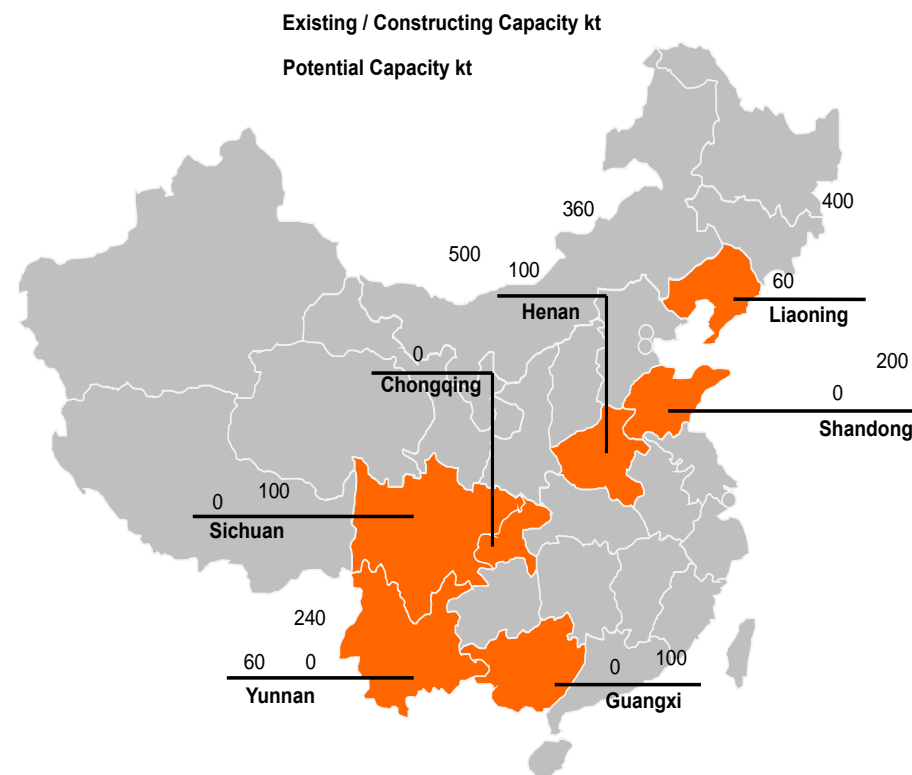 Existing / Constructing Capacity kt
Potential Capacity kt
400
360
500
100
Henan
60
Liaoning
0
Chongqing
200
0
Shandong
0 100
Sichuan
240
60 0
Yunnan
0 100
Guangxi